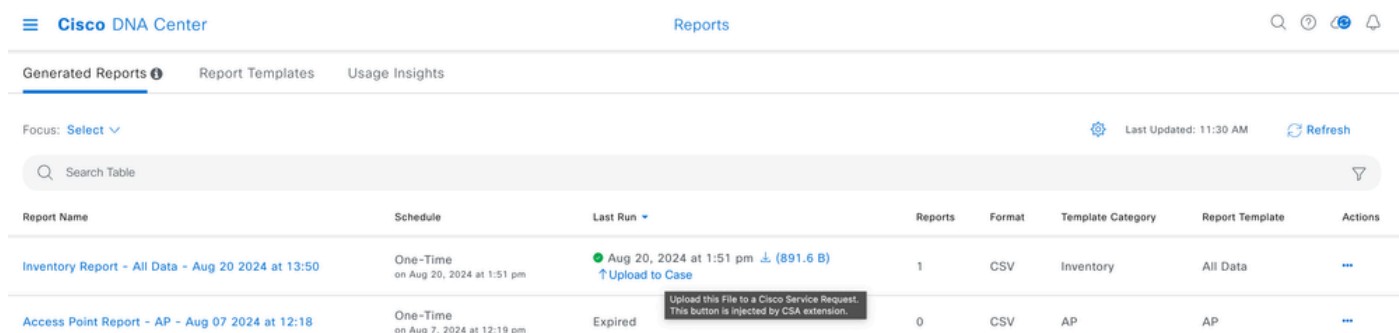 Cisco DNA Center
Reports
Generated Reports
Report Templates
Usage Insights
Focus: Select
Last Updated: 11:30 AM
Refresh
Search Table
Report Name
Schedule
Last Run
Reports
Format
Template Category
Report Template
Actions
Inventory Report - All Data - Aug 20 2024 at 13:50
One-Time
on Aug 20, 2024 at 1:51 pm
Aug 20, 2024 at 1:51 pm (891.6 B)
Upload to Case
1
CSV
Inventory
All Data
Upload this File to a Cisco Service Request.
This button is injected by CSA extension.
Access Point Report - AP - Aug 07 2024 at 12:18
One-Time
on Aug 7, 2024 at 12:19 pm
Expired
0
CSV
AP
AP